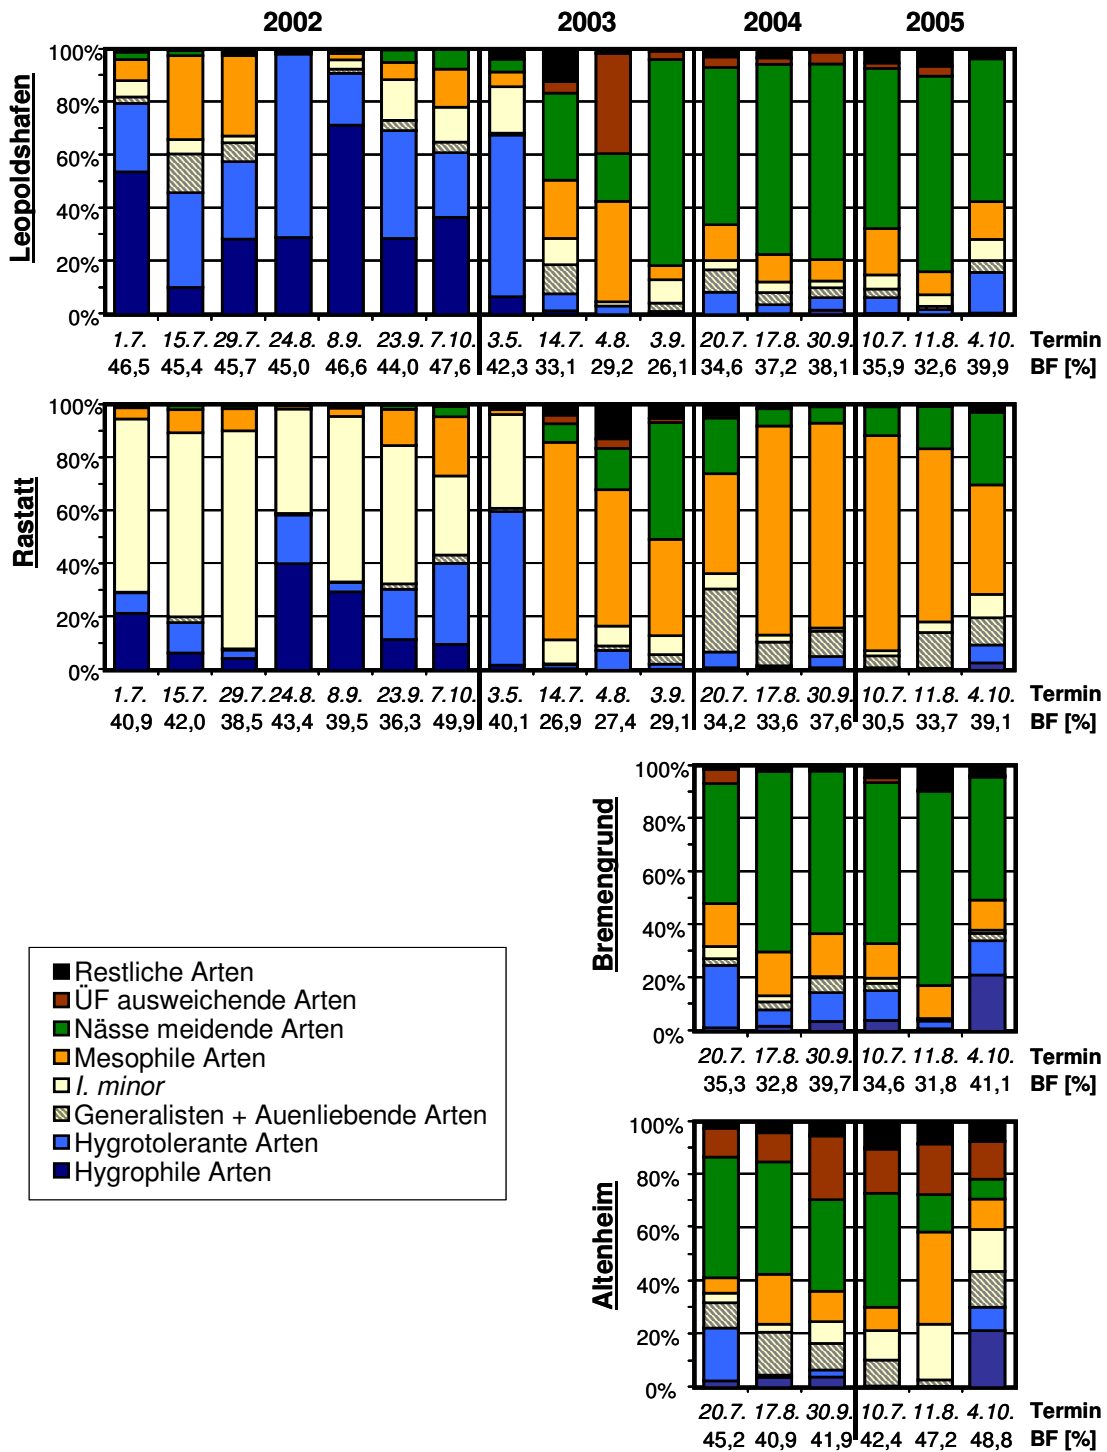 2002 2003 2004 2005
Leopoldshafen
100%
80%
60%
40%
20%
0%
1.7. 15.7. 29.7. 24.8. 8.9. 23.9. 7.10. 3.5. 14.7. 4.8. 3.9. 20.7. 17.8. 30.9. 10.7. 11.8. 4.10. Termin
46,5 45,4 45,7 45,0 46,6 44,0 47,6 42,3 33,1 29,2 26,1 34,6 37,2 38,1 35,9 32,6 39,9 BF [%]
Rastatt
100%
80%
60%
40%
20%
0%
1.7. 15.7. 29.7. 24.8. 8.9. 23.9. 7.10. 3.5. 14.7. 4.8. 3.9. 20.7. 17.8. 30.9. 10.7. 11.8. 4.10. Termin
40,9 42,0 38,5 43,4 39,5 36,3 49,9 40,1 26,9 27,4 29,1 34,2 33,6 37,6 30,5 33,7 39,1 BF [%]
Bremengrund
100%
80%
60%
40%
20%
0%
20.7. 17.8. 30.9. 10.7. 11.8. 4.10. Termin
35,3 32,8 39,7 34,6 31,8 41,1 BF [%]
Restliche Arten
ÜF ausweichende Arten
Nässe meidende Arten
Mesophile Arten
I. minor
Generalisten + Auenliebende Arten
Hygrotolerante Arten
Hygrophile Arten
Altenheim
100%
80%
60%
40%
20%
0%
20.7. 17.8. 30.9. 10.7. 11.8. 4.10. Termin
45,2 40,9 41,9 42,4 47,2 48,8 BF [%]